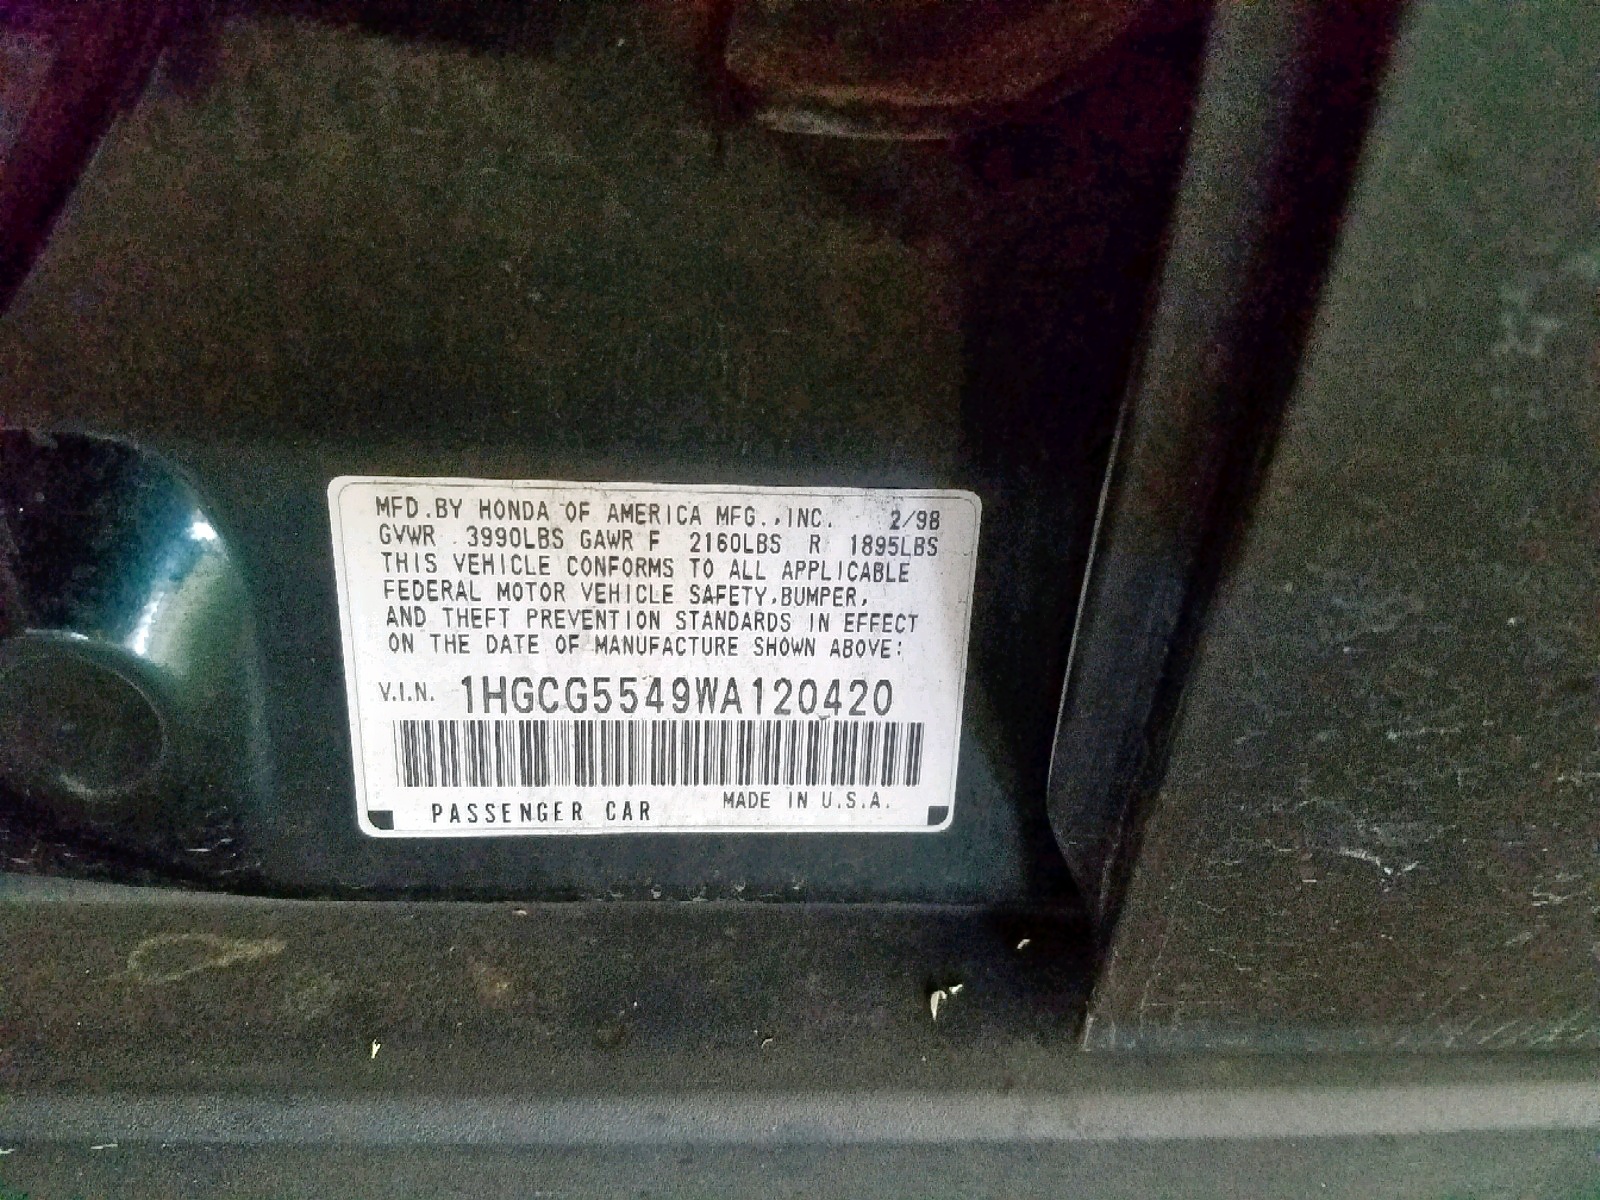 MFD.BY HONDA OF AMERICA MFG.,INC. 2/98
GVWR 3990LBS GAWR F 2160LBS R 1895LBS
THIS VEHICLE CONFORMS TO ALL APPLICABLE
FEDERAL MOTOR VEHICLE SAFETY,BUMPER,
AND THEFT PREVENTION STANDARDS IN EFFECT
ON THE DATE OF MANUFACTURE SHOWN ABOVE:
V.I.N. 1HGCG5549WA120420
PASSENGER CAR MADE IN U.S.A.